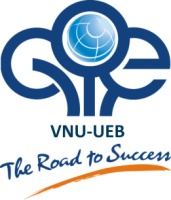 VNU-UEB
The Road to Success